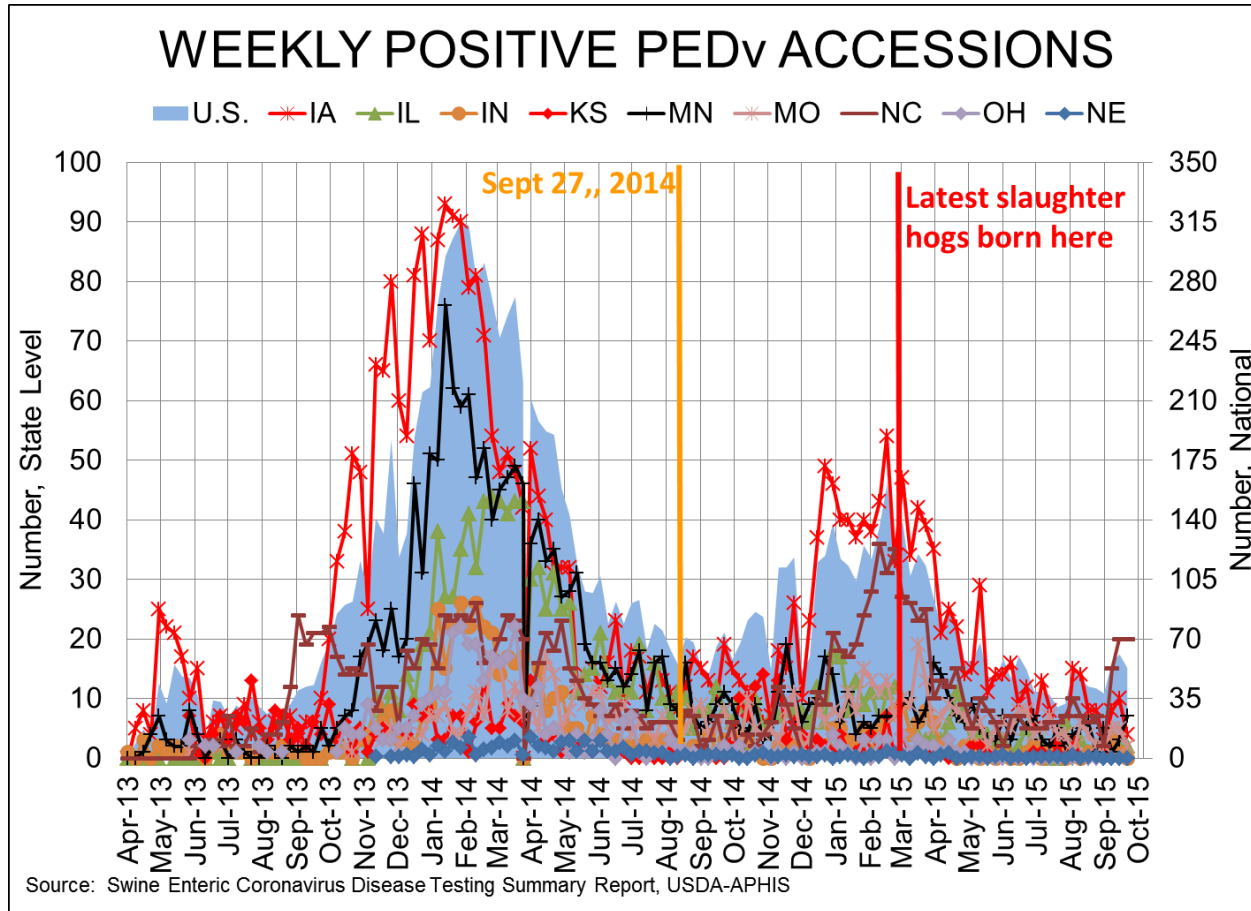 WEEKLY POSITIVE PEDv ACCESSIONS
U.S. IA IL IN KS MN MO NC OH NE
100 350
Sept 27,, 2014
Latest slaughter
hogs born here
90 315
80 280
70 245
60 210
50 175
40 140
30 105
20 70
10 35
0 0
Number, State Level
Number, National
Apr-13 May-13 Jun-13 Jul-13 Aug-13 Sep-13 Oct-13 Nov-13 Dec-13 Jan-14 Feb-14 Mar-14 Apr-14 May-14 Jun-14 Jul-14 Aug-14 Sep-14 Oct-14 Nov-14 Dec-14 Jan-15 Feb-15 Mar-15 Apr-15 May-15 Jun-15 Jul-15 Aug-15 Sep-15 Oct-15
Source: Swine Enteric Coronavirus Disease Testing Summary Report, USDA-APHIS